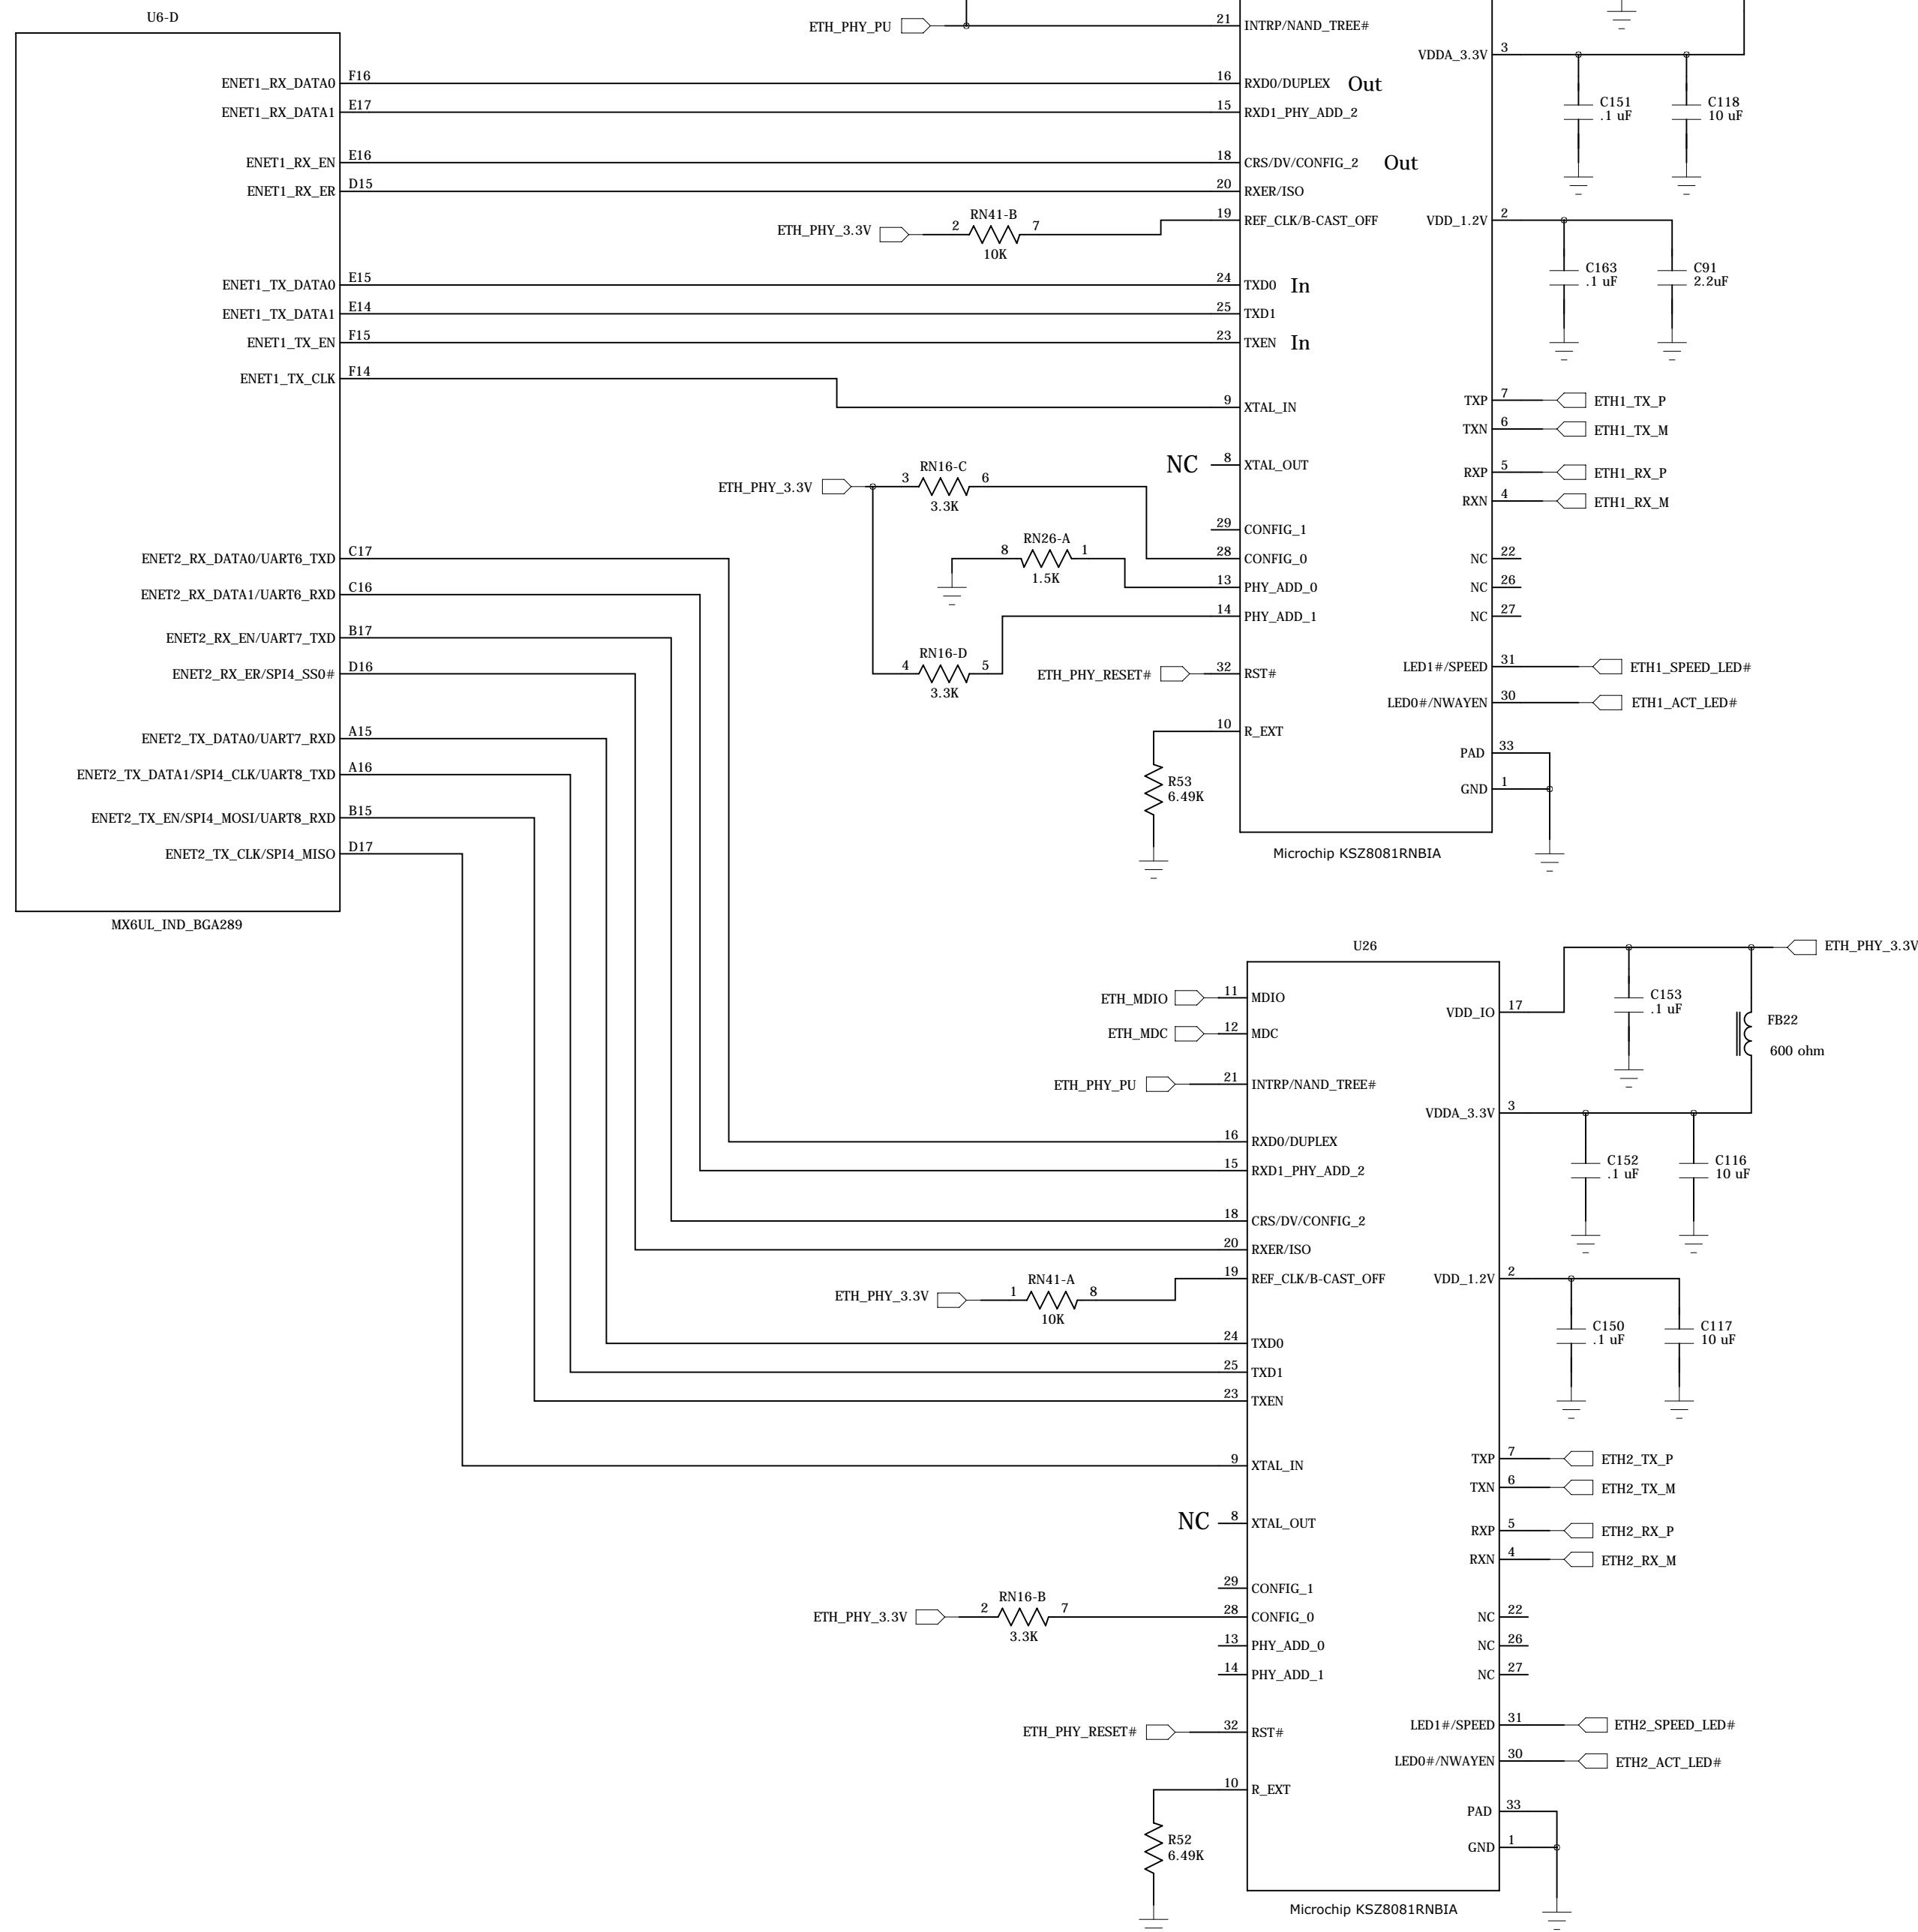 U6-D
ENET1_RX_DATA0 F16
ENET1_RX_DATA1 E17
ENET1_RX_EN E16
ENET1_RX_ER D15
ENET1_TX_DATA0 E15
ENET1_TX_DATA1 E14
ENET1_TX_EN F15
ENET1_TX_CLK F14
ENET2_RX_DATA0/UART6_TXD C17
ENET2_RX_DATA1/UART6_RXD C16
ENET2_RX_EN/UART7_TXD B17
ENET2_RX_ER/SPI4_SS0# D16
ENET2_TX_DATA0/UART7_RXD A15
ENET2_TX_DATA1/SPI4_CLK/UART8_TXD A16
ENET2_TX_EN/SPI4_MOSI/UART8_RXD B15
ENET2_TX_CLK/SPI4_MISO D17
MX6UL_IND_BGA289
ETH_PHY_PU 21 INTRP/NAND_TREE#
16 RXD0/DUPLEX Out
15 RXD1_PHY_ADD_2
18 CRS/DV/CONFIG_2 Out
20 RXER/ISO
ETH_PHY_3.3V 2 RN41-B 7 19 REF_CLK/B-CAST_OFF
10K
24 TXD0 In
25 TXD1
23 TXEN In
9 XTAL_IN
NC 8 XTAL_OUT
ETH_PHY_3.3V 3 RN16-C 6
3.3K
29 CONFIG_1
28 CONFIG_0
8 RN26-A 1
1.5K
13 PHY_ADD_0
14 PHY_ADD_1
4 RN16-D 5
3.3K
ETH_PHY_RESET# 32 RST#
10 R_EXT
R53
6.49K
VDDA_3.3V 3
C151
.1 uF
C118
10 uF
VDD_1.2V 2
C163
.1 uF
C91
2.2uF
TXP 7 ETH1_TX_P
TXN 6 ETH1_TX_M
RXP 5 ETH1_RX_P
RXN 4 ETH1_RX_M
NC 22
NC 26
NC 27
LED1#/SPEED 31 ETH1_SPEED_LED#
LED0#/NWAYEN 30 ETH1_ACT_LED#
PAD 33
GND 1
Microchip KSZ8081RNBIA
U26
ETH_MDIO 11 MDIO
ETH_MDC 12 MDC
ETH_PHY_PU 21 INTRP/NAND_TREE#
16 RXD0/DUPLEX
15 RXD1_PHY_ADD_2
18 CRS/DV/CONFIG_2
20 RXER/ISO
ETH_PHY_3.3V 1 RN41-A 8 19 REF_CLK/B-CAST_OFF
10K
24 TXD0
25 TXD1
23 TXEN
9 XTAL_IN
NC 8 XTAL_OUT
29 CONFIG_1
ETH_PHY_3.3V 2 RN16-B 7 28 CONFIG_0
3.3K
13 PHY_ADD_0
14 PHY_ADD_1
ETH_PHY_RESET# 32 RST#
10 R_EXT
R52
6.49K
ETH_PHY_3.3V
VDD_IO 17
C153
.1 uF
FB22
600 ohm
VDDA_3.3V 3
C152
.1 uF
C116
10 uF
VDD_1.2V 2
C150
.1 uF
C117
10 uF
TXP 7 ETH2_TX_P
TXN 6 ETH2_TX_M
RXP 5 ETH2_RX_P
RXN 4 ETH2_RX_M
NC 22
NC 26
NC 27
LED1#/SPEED 31 ETH2_SPEED_LED#
LED0#/NWAYEN 30 ETH2_ACT_LED#
PAD 33
GND 1
Microchip KSZ8081RNBIA